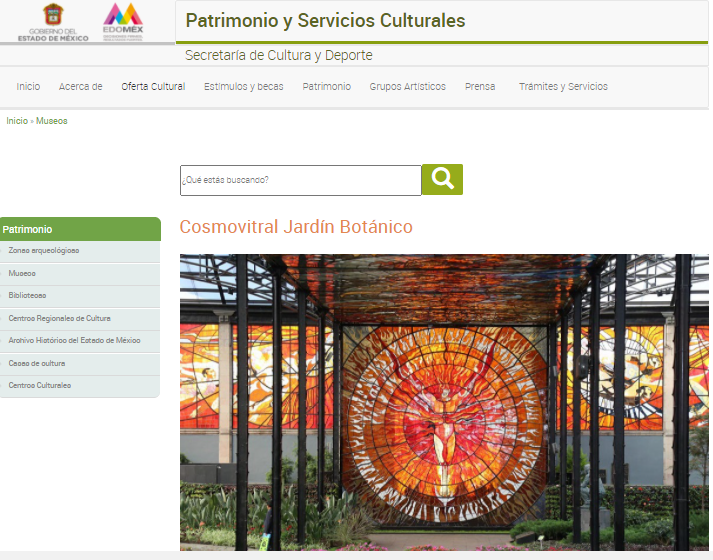 GOBIERNO DEL
ESTADO DE MÉXICO
EDOMEX
Patrimonio y Servicios Culturales
Secretaría de Cultura y Deporte
Inicio Acerca de Oferta Cultural Estímulos y becas Patrimonio Grupos Artísticos Prensa Trámites y Servicios
Inicio » Museos
¿Qué estás buscando?
Patrimonio
Zonas arqueológicas
Museos
Bibliotecas
Centros Regionales de Cultura
Archivo Histórico del Estado de México
Casas de cultura
Centros Culturales
Cosmovitral Jardín Botánico